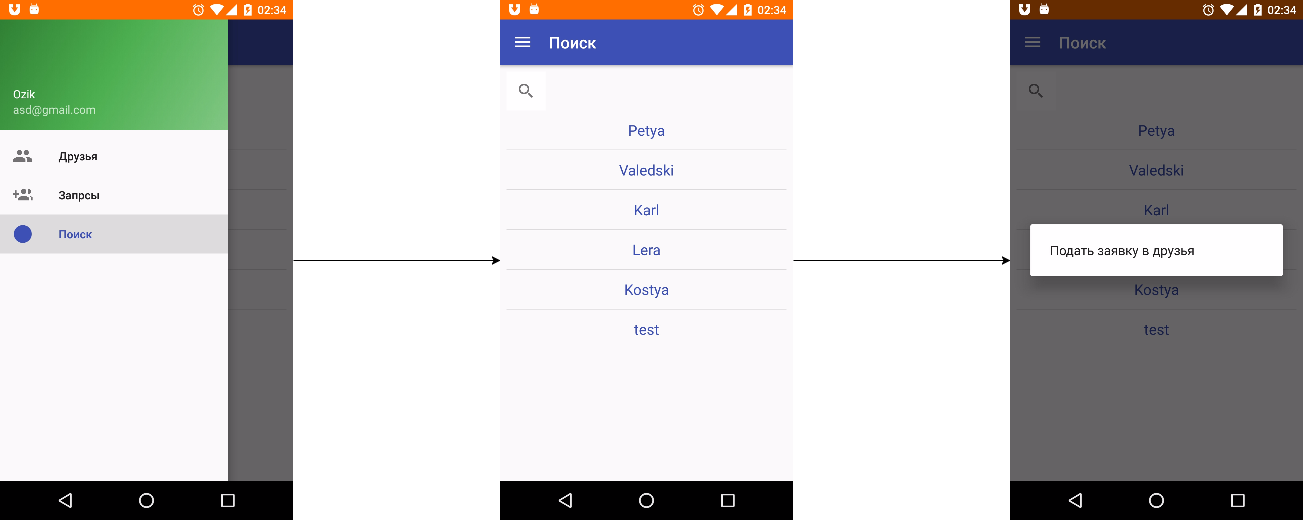 02:34
Ozik
asd@gmail.com
Друзья
Запрсы
Поиск
02:34
Поиск
Petya
Valedski
Karl
Lera
Kostya
test
02:34
Поиск
Petya
Valedski
Karl
Подать заявку в друзья
Kostya
test